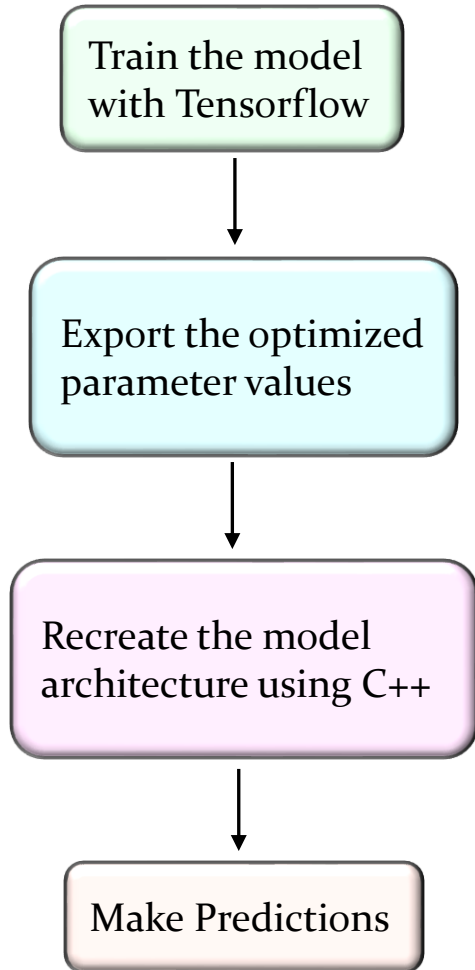 Train the model
with Tensorflow
Export the optimized
parameter values
Recreate the model
architecture using C++
Make Predictions